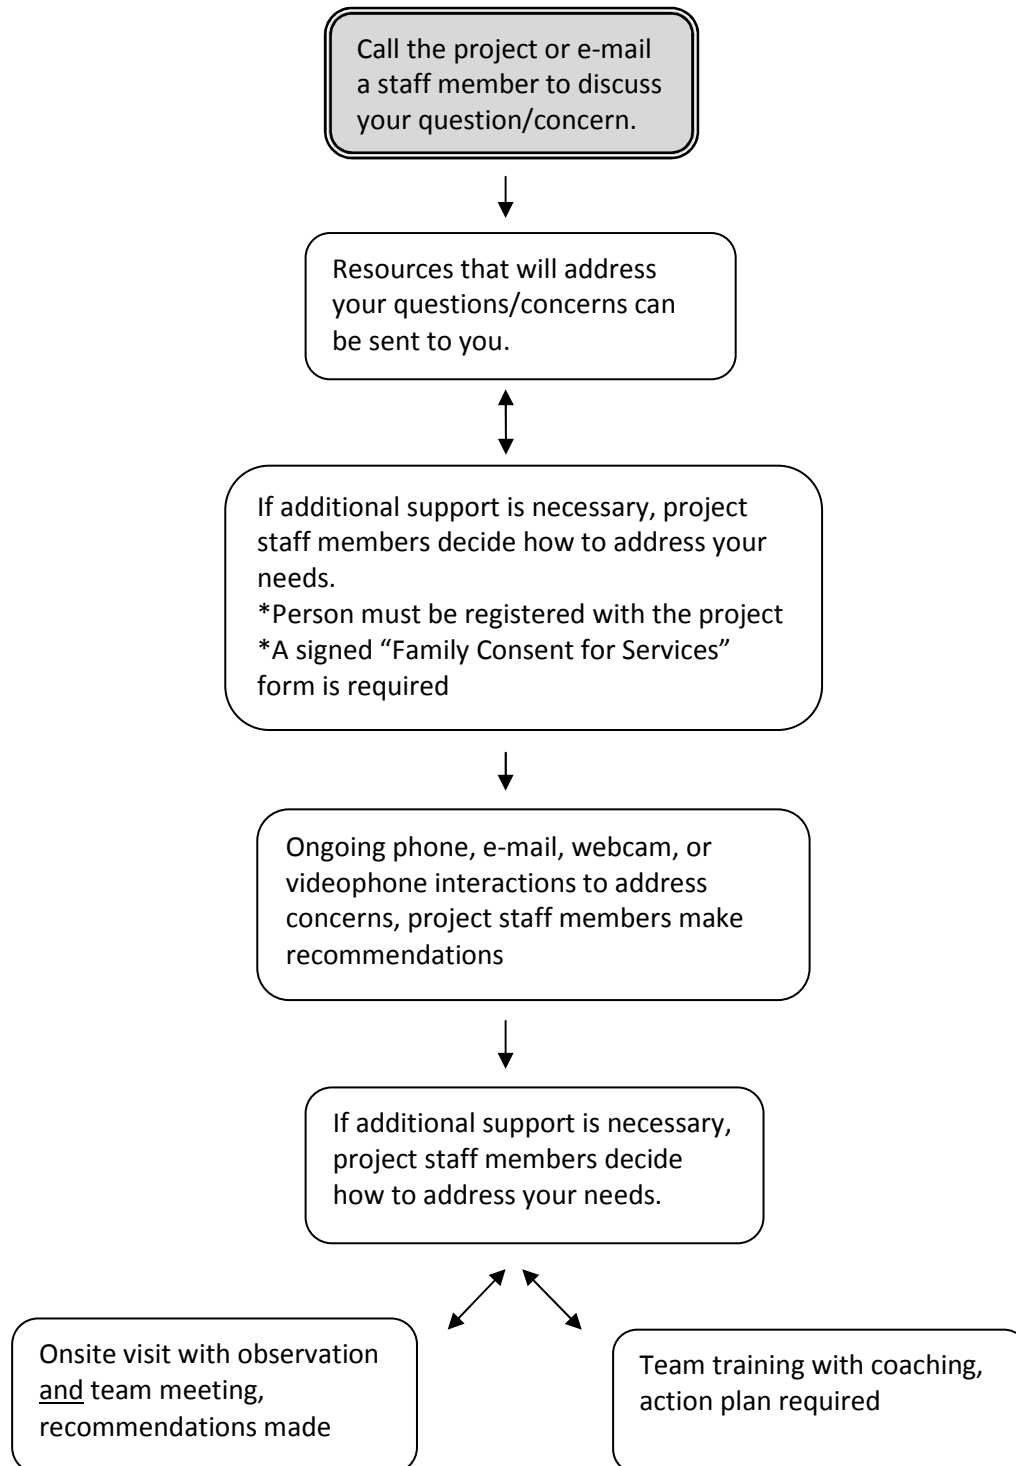 Call the project or e-mail
a staff member to discuss
your question/concern.
Resources that will address
your questions/concerns can
be sent to you.
If additional support is necessary, project
staff members decide how to address your
needs.
*Person must be registered with the project
*A signed “Family Consent for Services”
form is required
Ongoing phone, e-mail, webcam, or
videophone interactions to address
concerns, project staff members make
recommendations
If additional support is necessary,
project staff members decide
how to address your needs.
Onsite visit with observation
and team meeting,
recommendations made
Team training with coaching,
action plan required